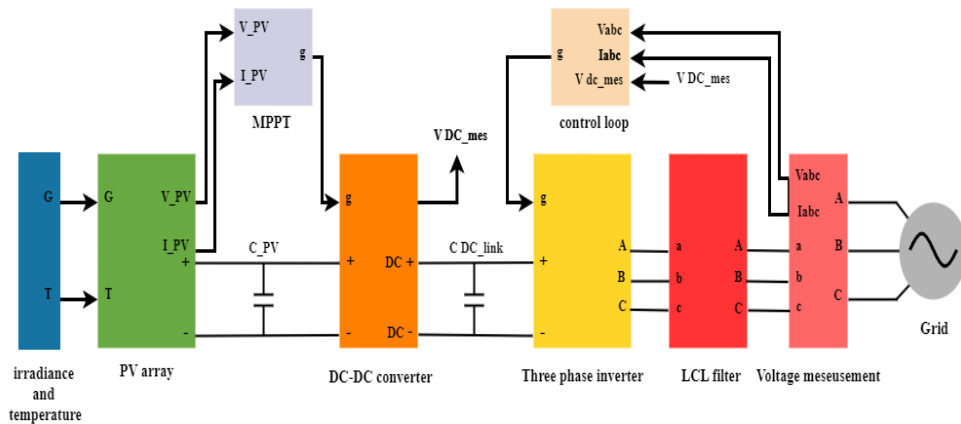 V_PV
I_PV
g
MPPT
Vabc
Iabc
V dc_mes
g
V DC_mes
control loop
V DC_mes
G
T
irradiance
and
temperature
G
T
V_PV
I_PV
+
-
PV array
C_PV
g
+
-
DC +
DC -
DC-DC converter
C DC_link
g
+
-
A
B
C
Three phase inverter
a
b
c
A
B
C
LCL filter
Vabc
Iabc
a
b
c
A
B
C
Voltage meseusement
Grid